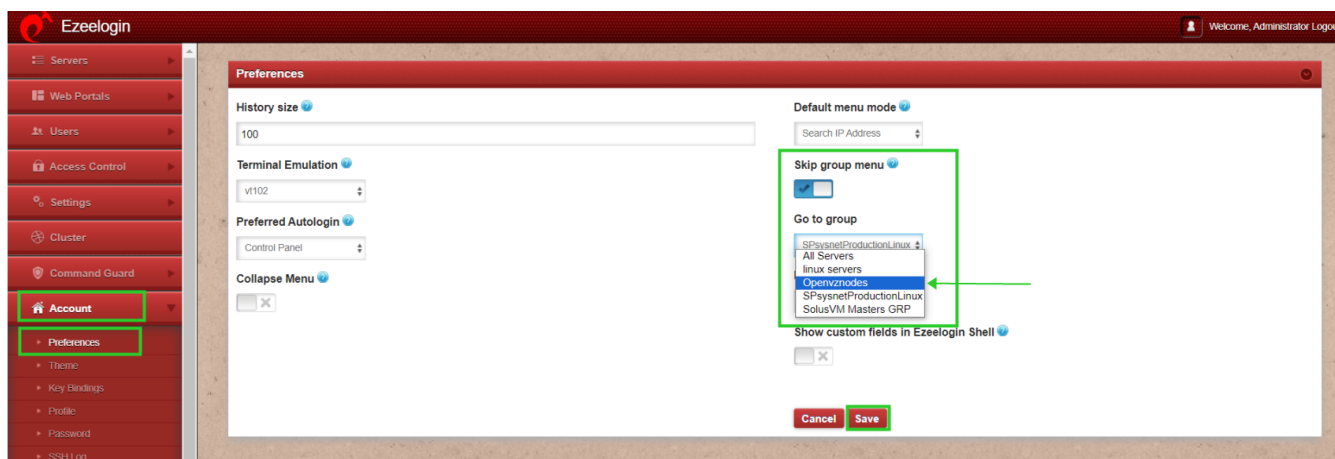 Ezeelogin
Welcome, Administrator Logou
Servers
Web Portals
Users
Access Control
Settings
Cluster
Command Guard
Account
Preferences
Theme
Key Bindings
Profile
Password
SSH Log
Preferences
History size
100
Terminal Emulation
vt102
Preferred Autologin
Control Panel
Collapse Menu
Default menu mode
Search IP Address
Skip group menu
Go to group
SPsysnetProductionLinux
All Servers
linux servers
Openvznodes
SPsysnetProductionLinux
SolusVM Masters GRP
Show custom fields in Ezeelogin Shell
Cancel
Save